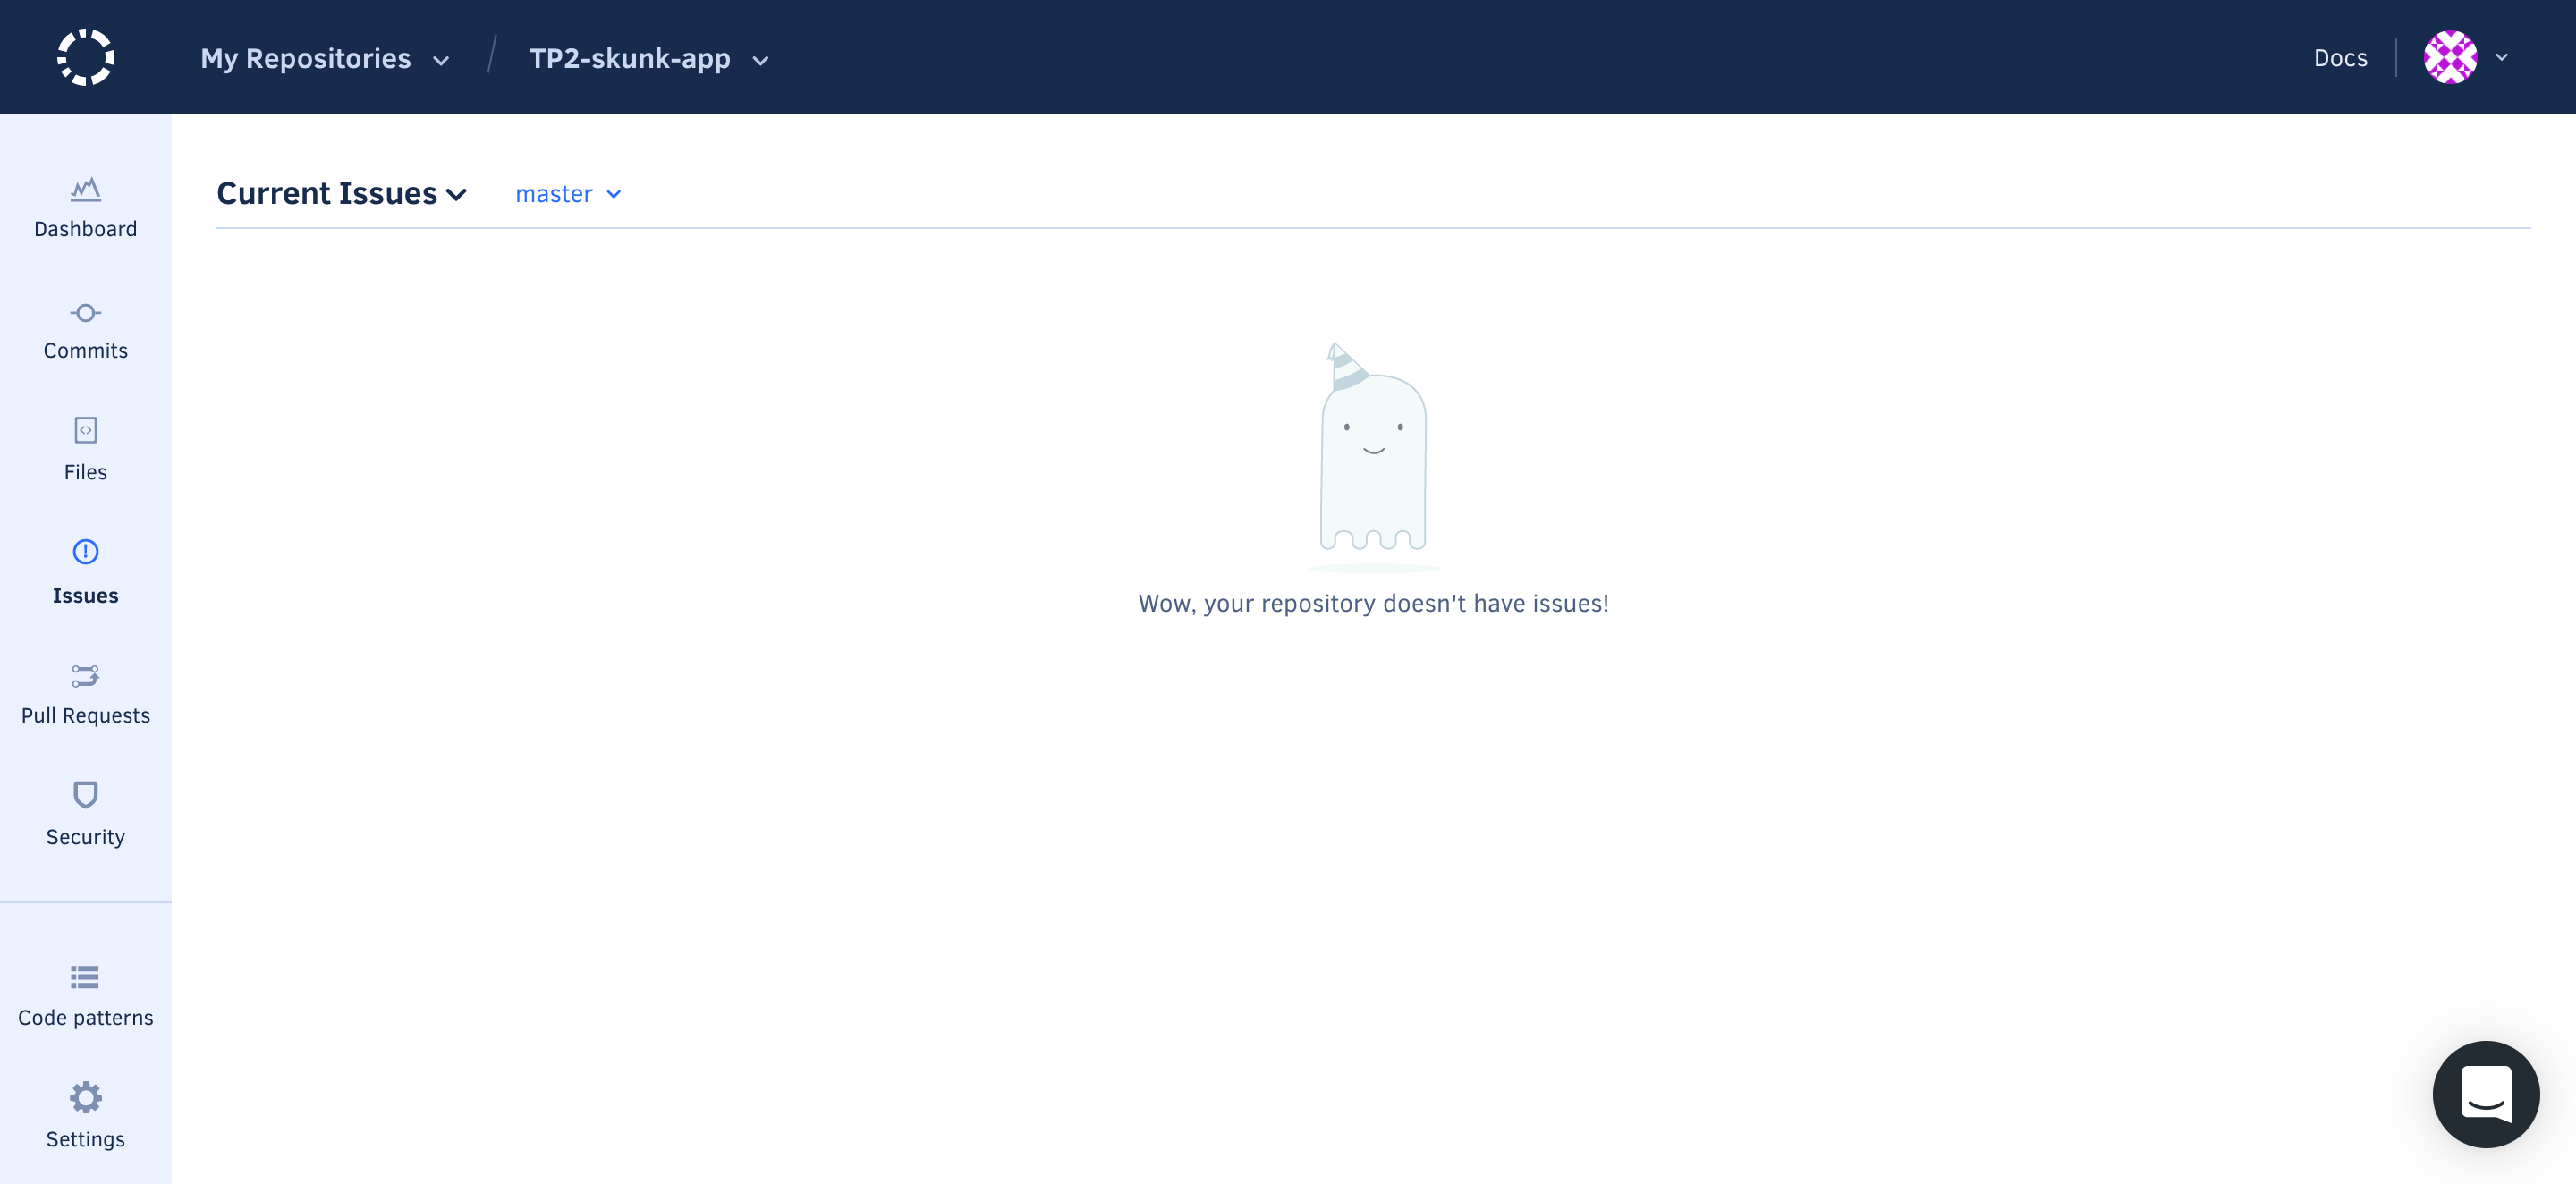 My Repositories / TP2-skunk-app
Docs
Dashboard
Commits
Files
Issues
Pull Requests
Security
Code patterns
Settings
Current Issues
master
Wow, your repository doesn't have issues!